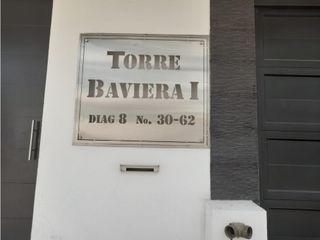 TORRE
BAVIERA I
DIAG 8 No. 30-62